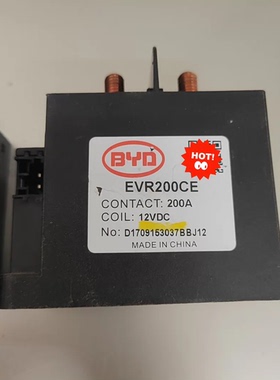 BYD
HOT!
EVR200CE
CONTACT: 200A
COIL: 12VDC
No: D1709153037BBJ12
MADE IN CHINA